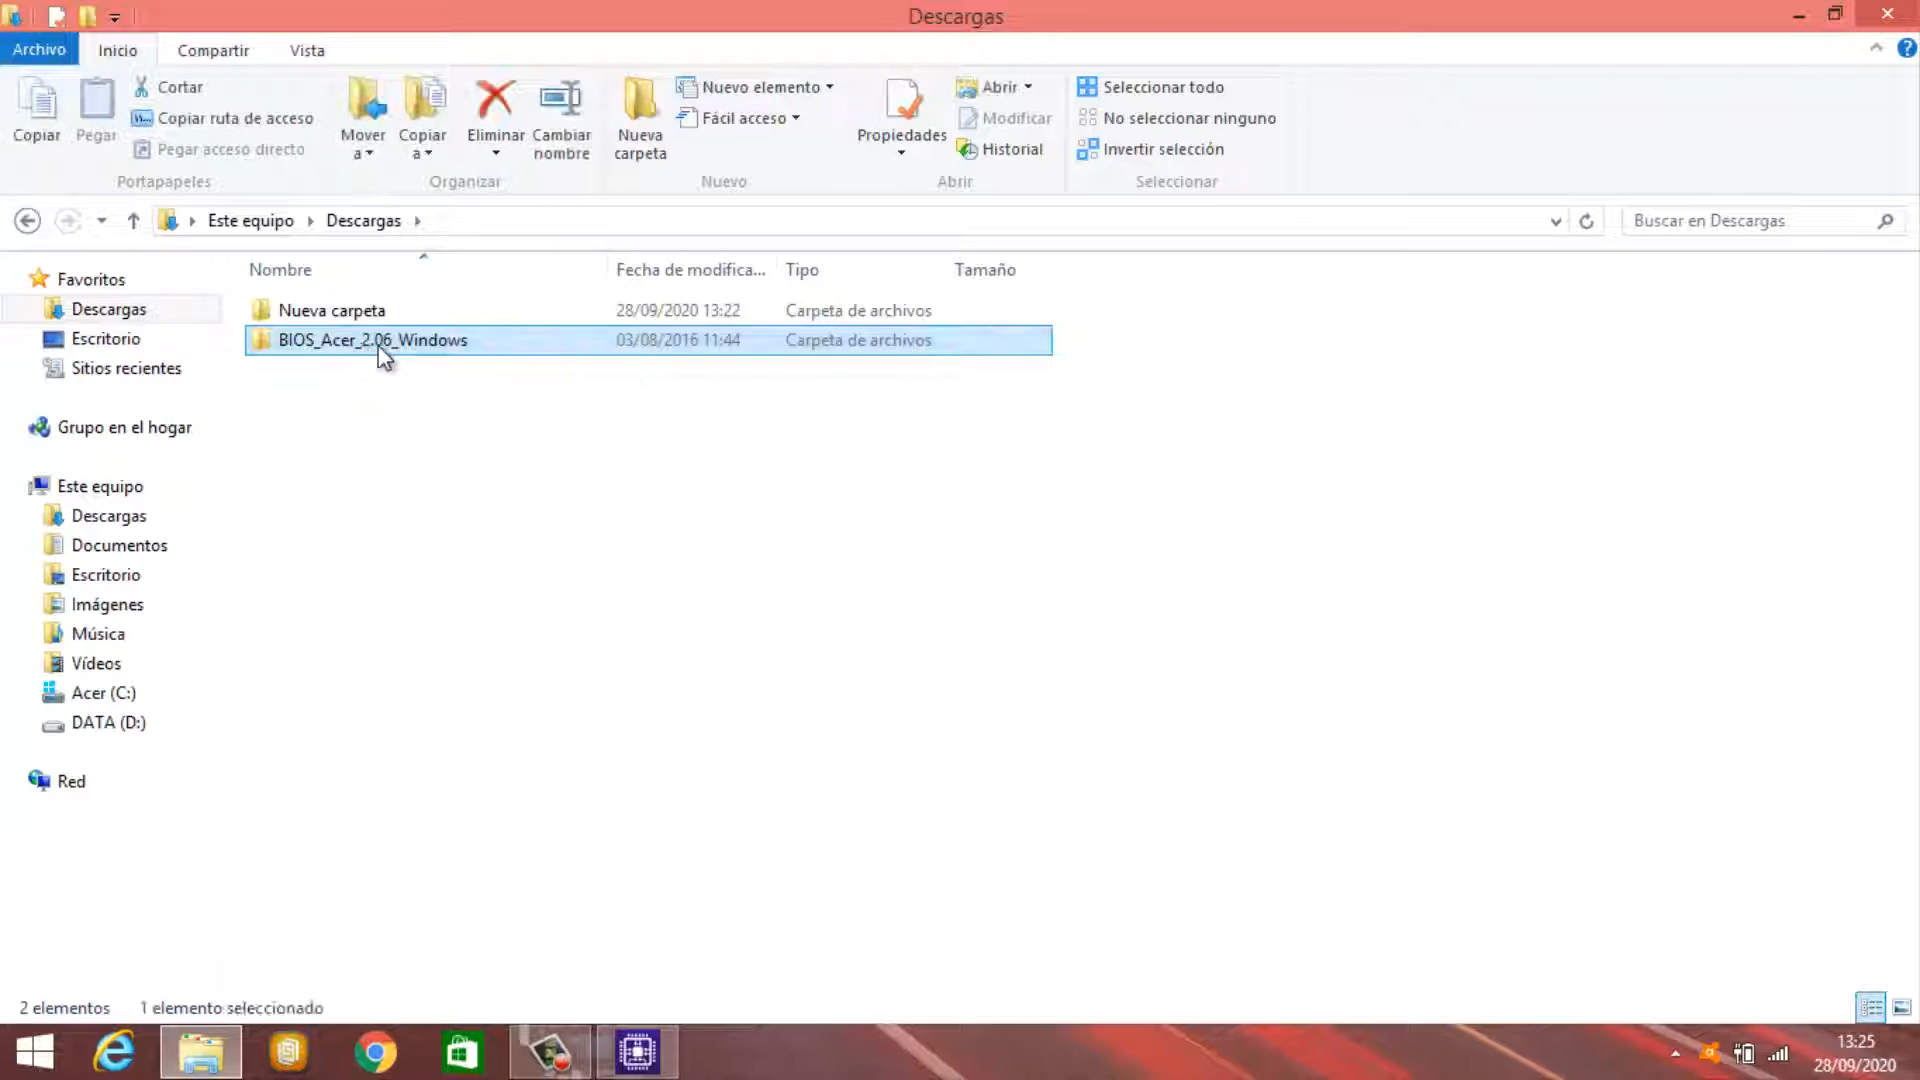 Descargas
Archivo Inicio Compartir Vista
Copiar
Pegar
Cortar
Copiar ruta de acceso
Pegar acceso directo
Portapapeles
Mover a
Copiar a
Eliminar
Cambiar nombre
Organizar
Nueva carpeta
Nuevo elemento
Fácil acceso
Nuevo
Propiedades
Abrir
Modificar
Historial
Abrir
Seleccionar todo
No seleccionar ninguno
Invertir selección
Seleccionar
Este equipo Descargas
Buscar en Descargas
Nombre Fecha de modifica... Tipo Tamaño
Nueva carpeta 28/09/2020 13:22 Carpeta de archivos
BIOS_Acer_2.06_Windows 03/08/2016 11:44 Carpeta de archivos
Favoritos
Descargas
Escritorio
Sitios recientes
Grupo en el hogar
Este equipo
Descargas
Documentos
Escritorio
Imágenes
Música
Vídeos
Acer (C:)
DATA (D:)
Red
2 elementos 1 elemento seleccionado
13:25
28/09/2020